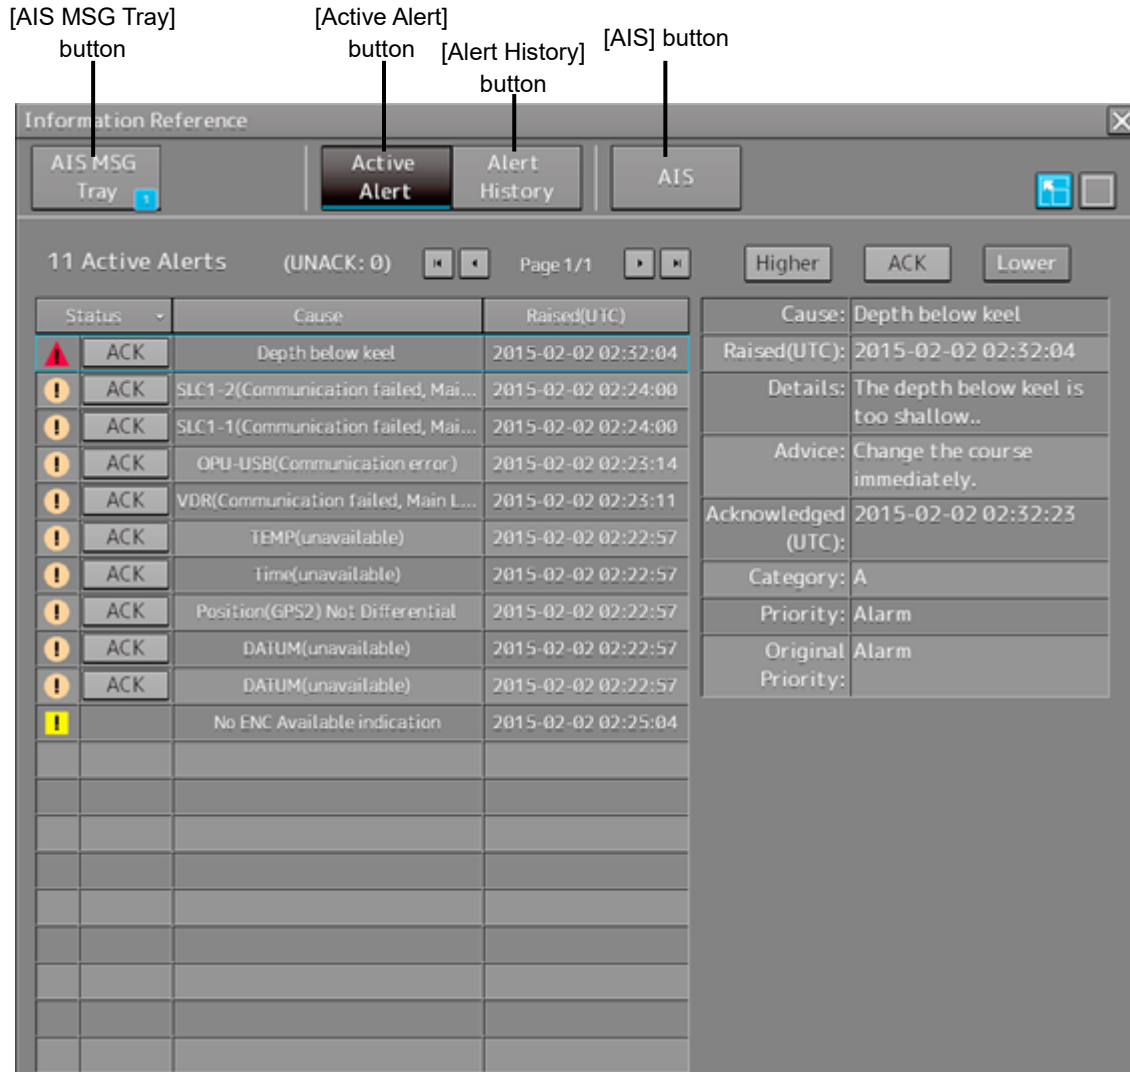 [AIS MSG Tray]
button
[Active Alert]
button
[Alert History]
button
[AIS] button
Information Reference
AIS MSG
Tray
1
Active
Alert
Alert
History
AIS
11 Active Alerts (UNACK: 0) Page 1/1 Higher ACK Lower
Status Cause Raised(UTC)
ACK Depth below keel 2015-02-02 02:32:04
ACK SLC1-2(Communication failed, Mai... 2015-02-02 02:24:00
ACK SLC1-1(Communication failed, Mai... 2015-02-02 02:24:00
ACK OPU-USB(Communication error) 2015-02-02 02:23:14
ACK VDR(Communication failed, Main L... 2015-02-02 02:23:11
ACK TEMP(unavailable) 2015-02-02 02:22:57
ACK Time(unavailable) 2015-02-02 02:22:57
ACK Position(GPS2) Not Differential 2015-02-02 02:22:57
ACK DATUM(unavailable) 2015-02-02 02:22:57
ACK DATUM(unavailable) 2015-02-02 02:22:57
No ENC Available indication 2015-02-02 02:25:04
Cause: Depth below keel
Raised(UTC): 2015-02-02 02:32:04
Details: The depth below keel is
too shallow..
Advice: Change the course
immediately.
Acknowledged 2015-02-02 02:32:23
(UTC):
Category: A
Priority: Alarm
Original Alarm
Priority: